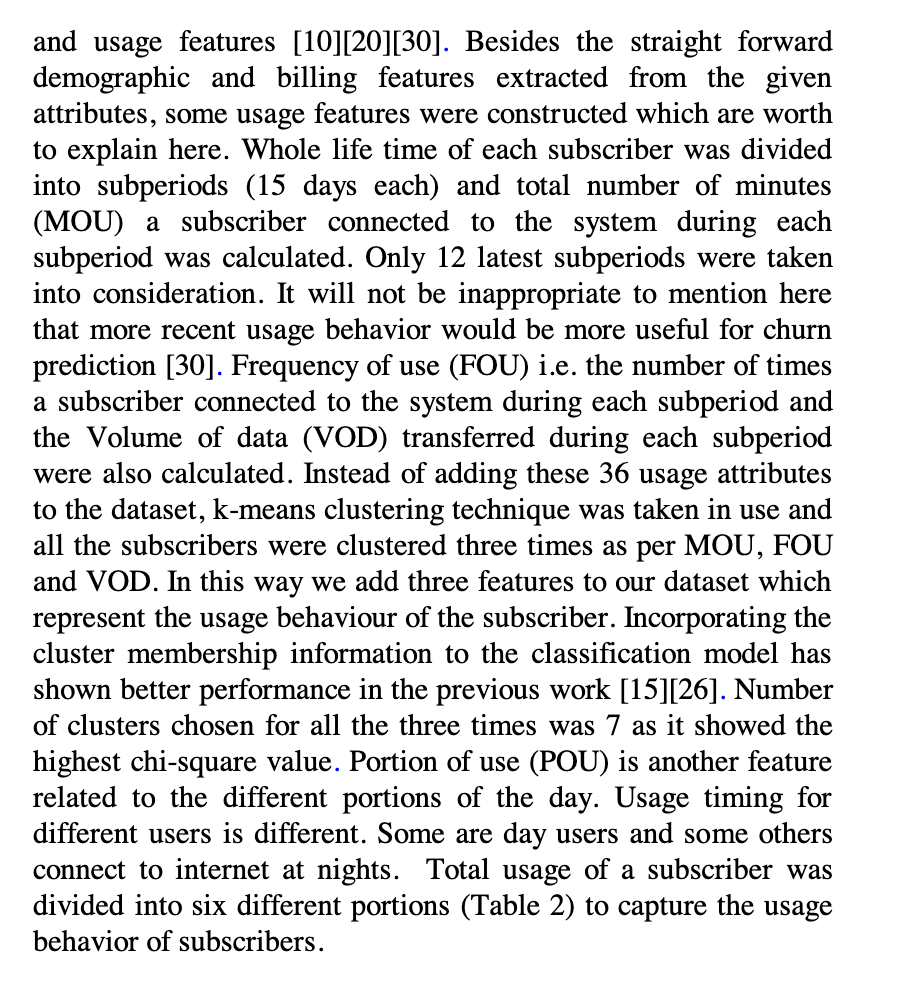 and usage features [10][20][30]. Besides the straight forward
demographic and billing features extracted from the given
attributes, some usage features were constructed which are worth
to explain here. Whole life time of each subscriber was divided
into subperiods (15 days each) and total number of minutes
(MOU) a subscriber connected to the system during each
subperiod was calculated. Only 12 latest subperiods were taken
into consideration. It will not be inappropriate to mention here
that more recent usage behavior would be more useful for churn
prediction [30]. Frequency of use (FOU) i.e. the number of times
a subscriber connected to the system during each subperiod and
the Volume of data (VOD) transferred during each subperiod
were also calculated. Instead of adding these 36 usage attributes
to the dataset, k-means clustering technique was taken in use and
all the subscribers were clustered three times as per MOU, FOU
and VOD. In this way we add three features to our dataset which
represent the usage behaviour of the subscriber. Incorporating the
cluster membership information to the classification model has
shown better performance in the previous work [15][26]. Number
of clusters chosen for all the three times was 7 as it showed the
highest chi-square value. Portion of use (POU) is another feature
related to the different portions of the day. Usage timing for
different users is different. Some are day users and some others
connect to internet at nights.  Total usage of a subscriber was
divided into six different portions (Table 2) to capture the usage
behavior of subscribers.